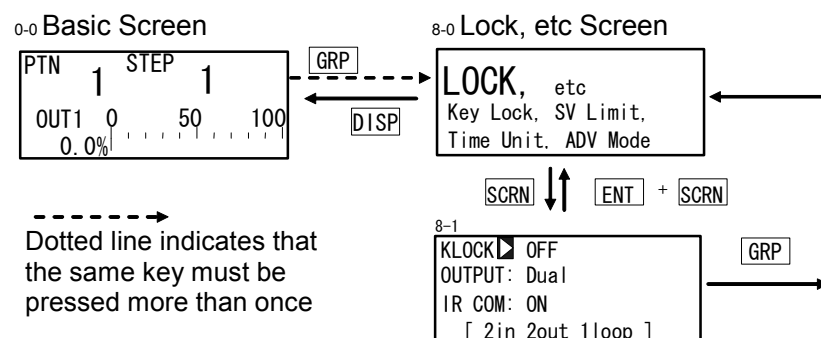 0-0 Basic Screen
PTN 1 STEP 1
OUT1 0 50 100
0.0%
GRP
DISP
8-0 Lock, etc Screen
LOCK, etc
Key Lock, SV Limit,
Time Unit, ADV Mode
SCRN ENT + SCRN
8-1
KLOCK OFF
OUTPUT: Dual
IR COM: ON
[ 2in 2out 1loop ]
GRP
Dotted line indicates that
the same key must be
pressed more than once